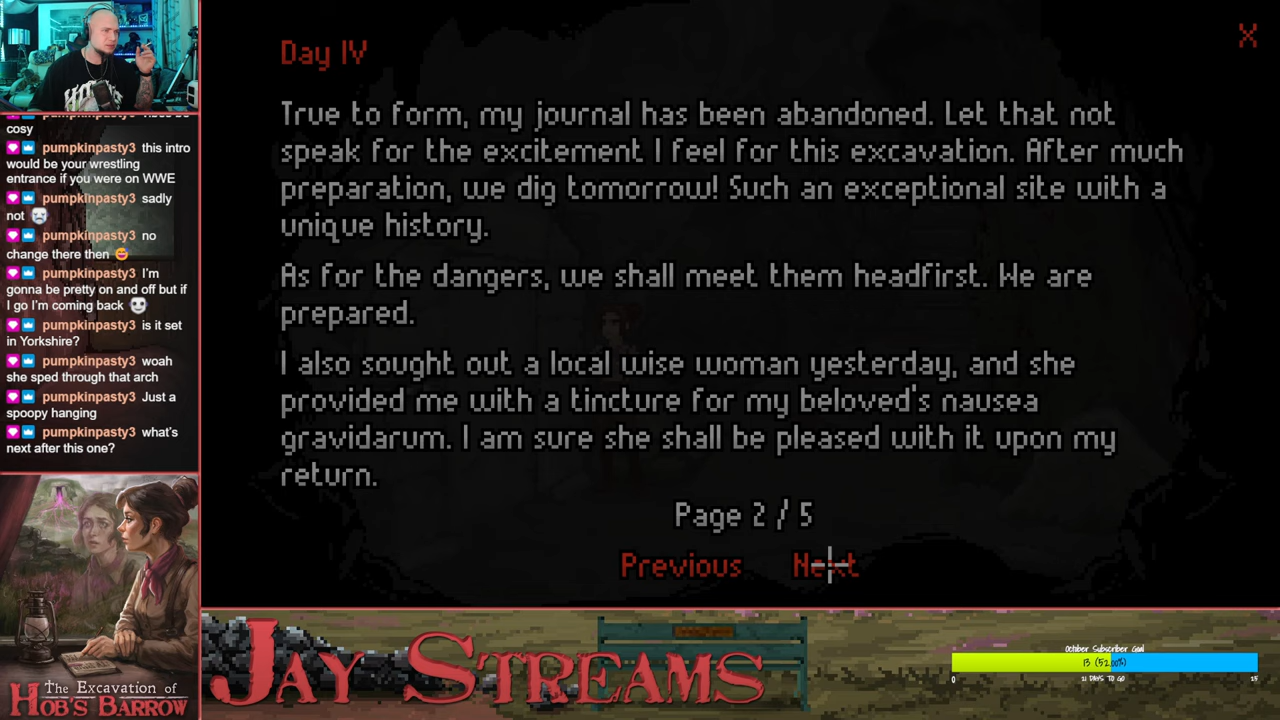 cosy
pumpkinpasty3 this intro
would be your wrestling
entrance if you were on WWE
pumpkinpasty3 sadly
not
pumpkinpasty3 no
change there then
pumpkinpasty3 I'm
gonna be pretty on and off but if
I go I'm coming back
pumpkinpasty3 is it set
in Yorkshire?
pumpkinpasty3 woah
she sped through that arch
pumpkinpasty3 Just a
spoopy hanging
pumpkinpasty3 what's
next after this one?
The Excavation of
HOB'S BARROW
Day IV
X
True to form, my journal has been abandoned. Let that not
speak for the excitement I feel for this excavation. After much
preparation, we dig tomorrow! Such an exceptional site with a
unique history.
As for the dangers, we shall meet them headfirst. We are
prepared.
I also sought out a local wise woman yesterday, and she
provided me with a tincture for my beloved's nausea
gravidarum. I am sure she shall be pleased with it upon my
return.
Page 2 / 5
Previous Next
JAY STREAMS
October Subscriber Goal
0 25
21 DAYS TO GO